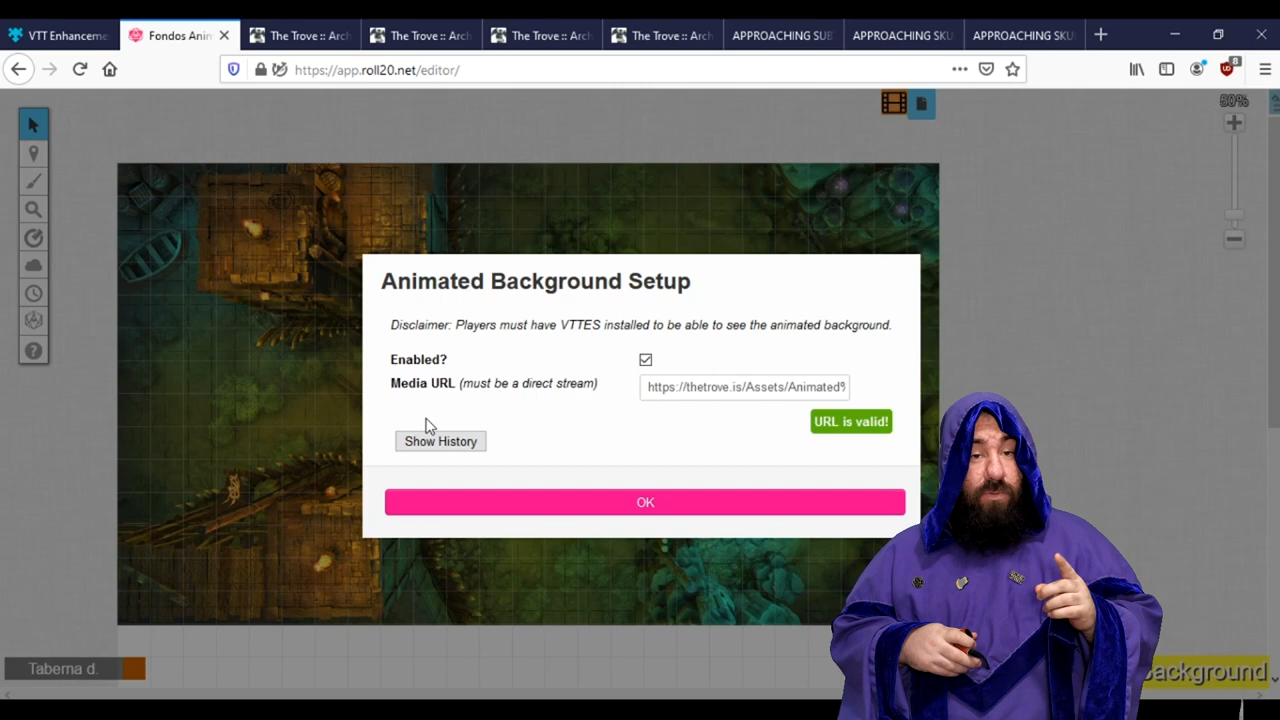 VTT Enhanceme
Fondos Anim
The Trove :: Arch
The Trove :: Arch
The Trove :: Arch
The Trove :: Arch
APPROACHING SUB
APPROACHING SKU
APPROACHING SKU
https://app.roll20.net/editor/
8
50%
Animated Background Setup
Disclaimer: Players must have VTTES installed to be able to see the animated background.
Enabled?
Media URL (must be a direct stream)
https://thetrove.is/Assets/Animated%
URL is valid!
Show History
OK
Taberna d.
ackground